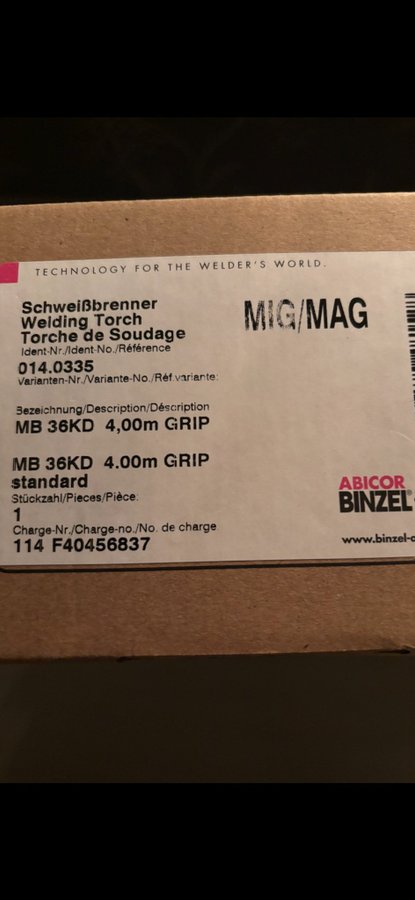 TECHNOLOGY FOR THE WELDER'S WORLD.
Schweißbrenner
Welding Torch
Torche de Soudage
MIG/MAG
Ident-Nr./Ident-No./Référence
014.0335
Varianten-Nr./Variante-No./Réf.variante:
Bezeichnung/Description/Déscription
MB 36KD 4,00m GRIP
MB 36KD 4.00m GRIP
standard
Stückzahl/Pieces/Pièce:
1
Charge-Nr./Charge-no./No. de charge
114 F40456837
ABICOR
BINZEL®
www.binzel-